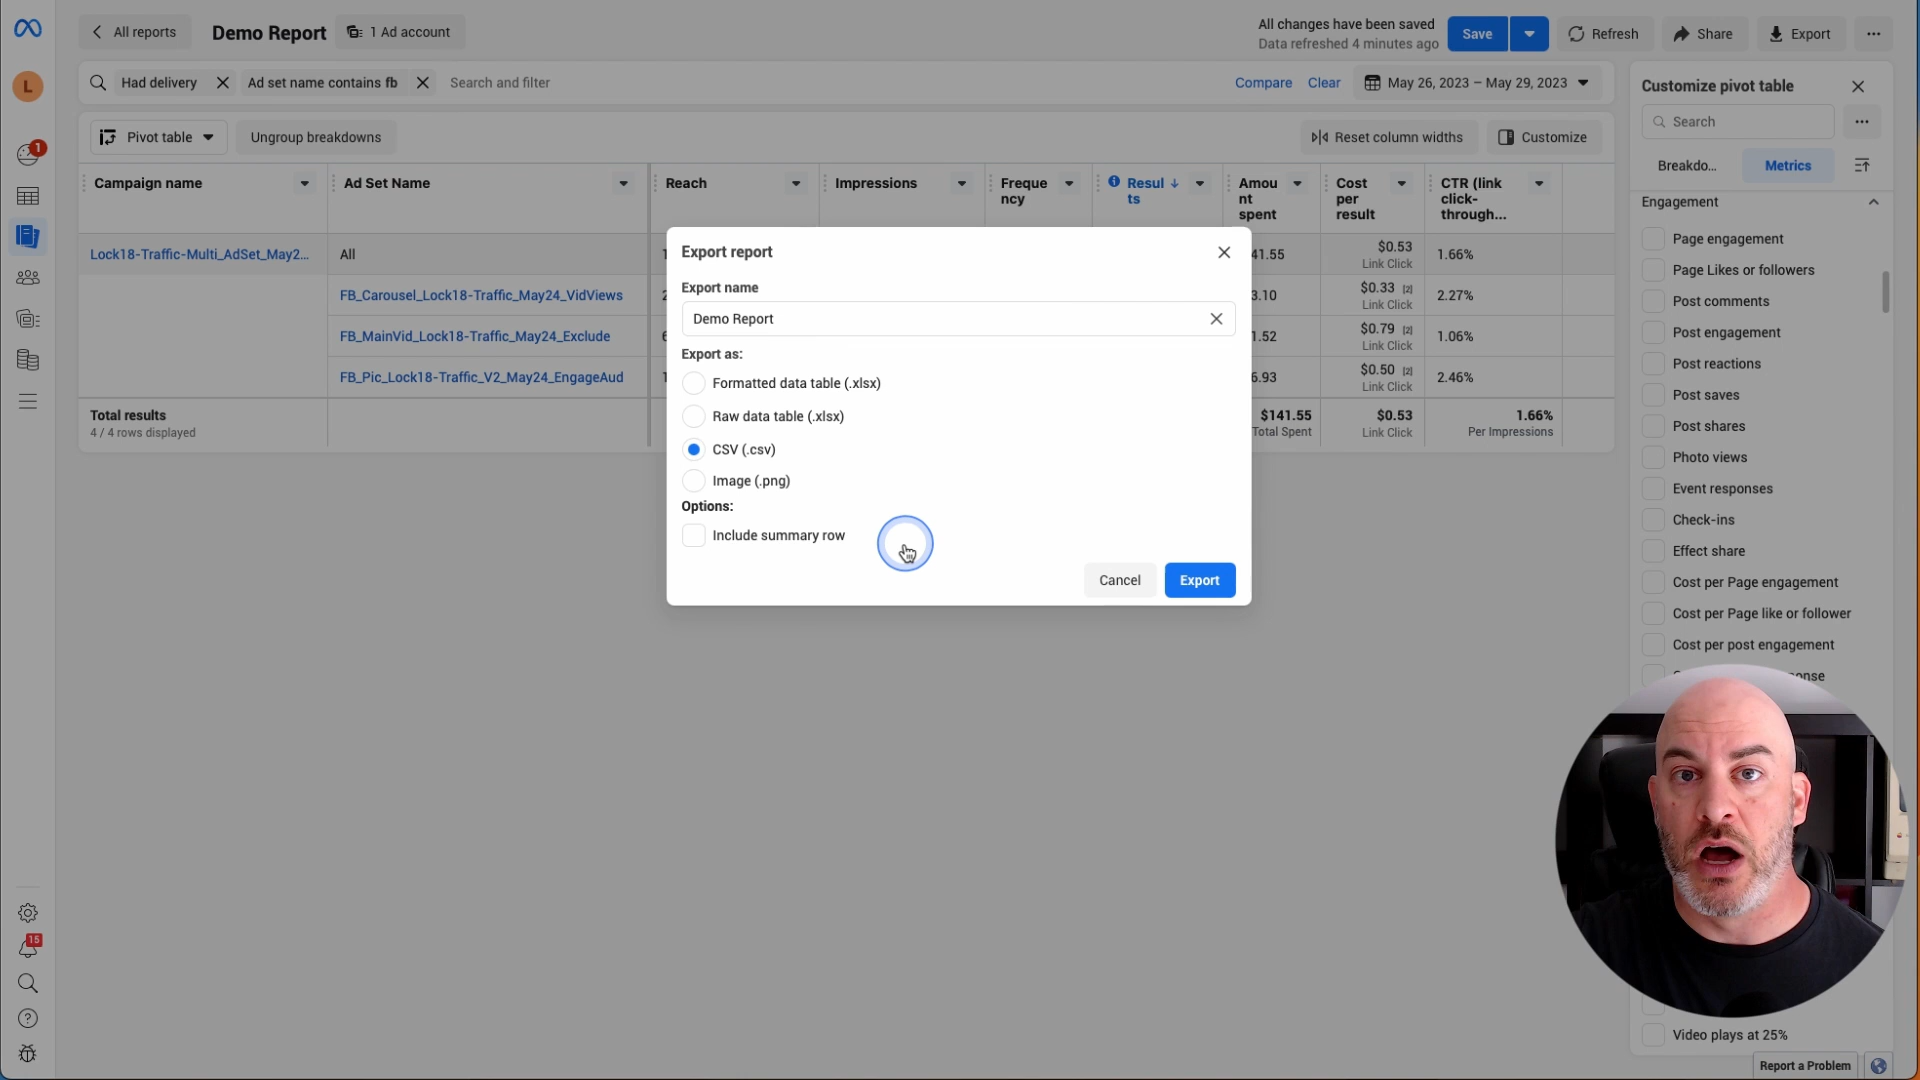 All reports
Demo Report
1 Ad account
All changes have been saved
Data refreshed 4 minutes ago
Save
Refresh
Share
Export
Had delivery
Ad set name contains fb
Search and filter
Compare
Clear
May 26, 2023 – May 29, 2023
Pivot table
Ungroup breakdowns
Reset column widths
Customize
Campaign name
Ad Set Name
Reach
Impressions
Freque
ncy
Resul
ts
Amou
nt
spent
Cost
per
result
CTR (link
click-
through...
Lock18-Traffic-Multi_AdSet_May2...
All
41.55
$0.53
Link Click
1.66%
FB_Carousel_Lock18-Traffic_May24_VidViews
3.10
$0.33 [2]
Link Click
2.27%
FB_MainVid_Lock18-Traffic_May24_Exclude
1.52
$0.79 [2]
Link Click
1.06%
FB_Pic_Lock18-Traffic_V2_May24_EngageAud
6.93
$0.50 [2]
Link Click
2.46%
Total results
4 / 4 rows displayed
$141.55
Total Spent
$0.53
Link Click
1.66%
Per Impressions
Export report
Export name
Demo Report
Export as:
Formatted data table (.xlsx)
Raw data table (.xlsx)
CSV (.csv)
Image (.png)
Options:
Include summary row
Cancel
Export
Customize pivot table
Search
Breakdo...
Metrics
Engagement
Page engagement
Page Likes or followers
Post comments
Post engagement
Post reactions
Post saves
Post shares
Photo views
Event responses
Check-ins
Effect share
Cost per Page engagement
Cost per Page like or follower
Cost per post engagement
Video plays at 25%
Report a Problem
L
1
15